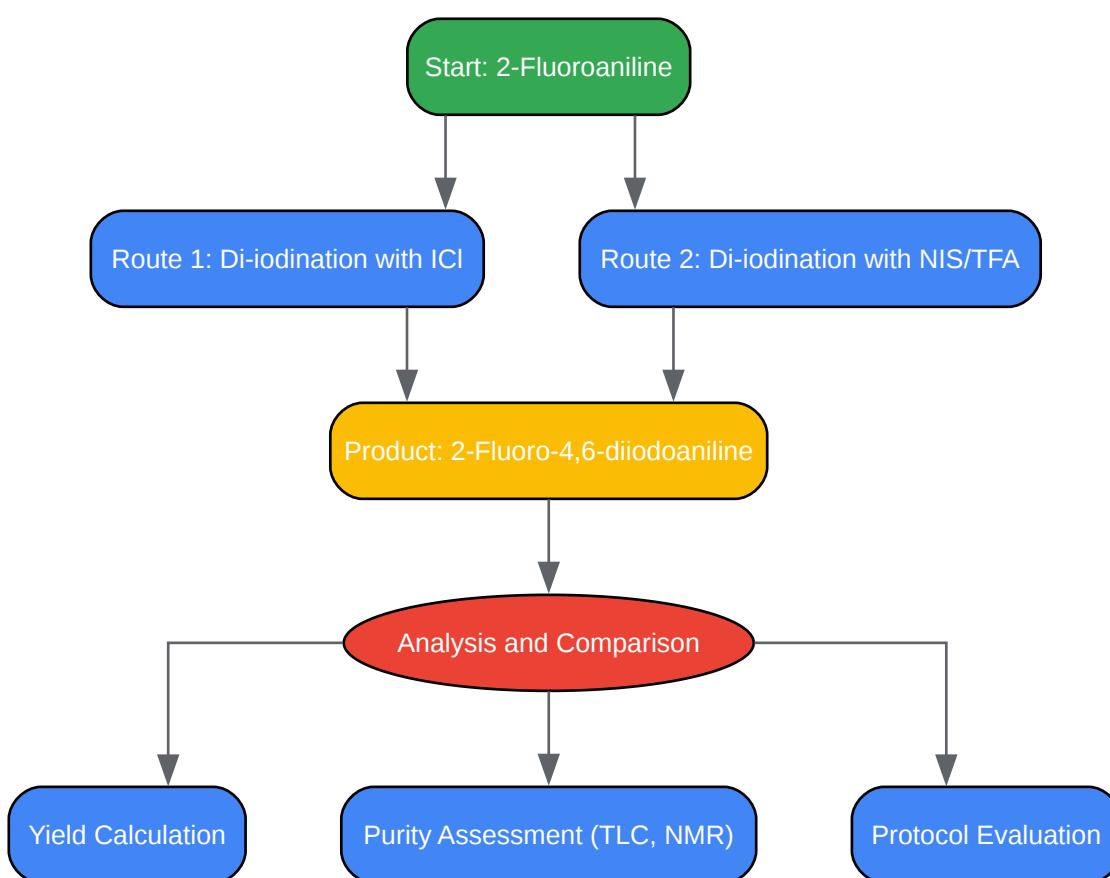 Start: 2-Fluoroaniline
Route 1: Di-iodination with ICl
Route 2: Di-iodination with NIS/TFA
Product: 2-Fluoro-4,6-diiodoaniline
Analysis and Comparison
Yield Calculation
Purity Assessment (TLC, NMR)
Protocol Evaluation